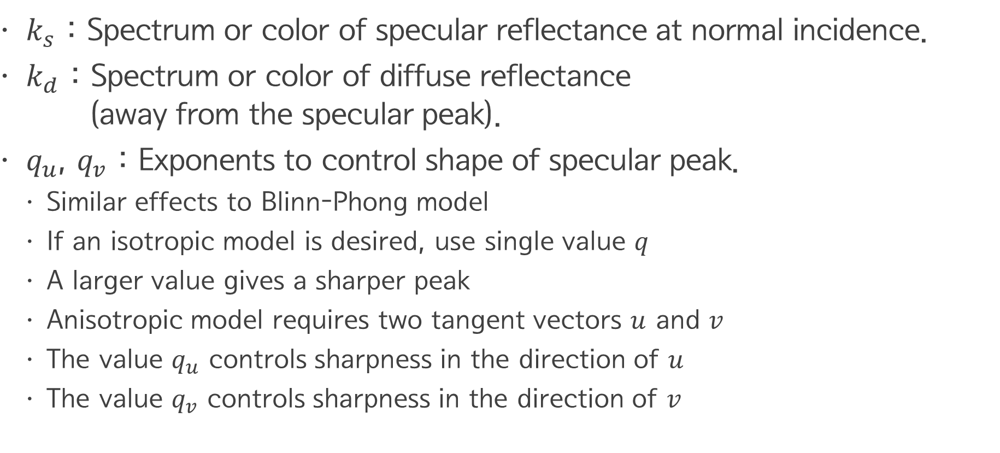 · k_s : Spectrum or color of specular reflectance at normal incidence.
· k_d : Spectrum or color of diffuse reflectance
(away from the specular peak).
· q_u, q_v : Exponents to control shape of specular peak.
· Similar effects to Blinn-Phong model
· If an isotropic model is desired, use single value q
· A larger value gives a sharper peak
· Anisotropic model requires two tangent vectors u and v
· The value q_u controls sharpness in the direction of u
· The value q_v controls sharpness in the direction of v